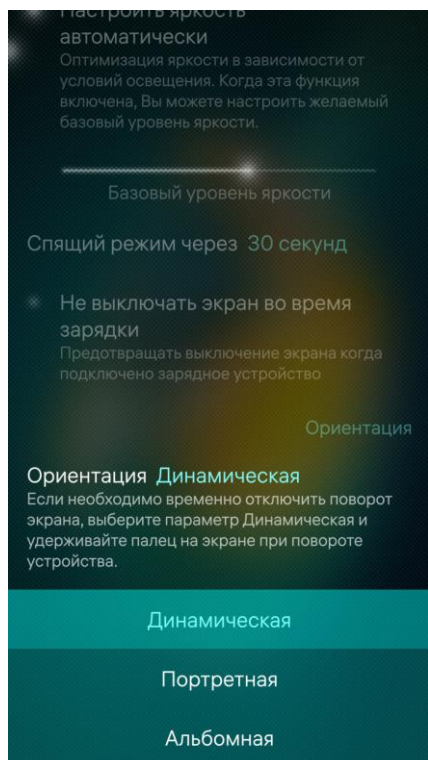 Настроить яркость
автоматически
Оптимизация яркости в зависимости от
условий освещения. Когда эта функция
включена, Вы можете настроить желаемый
базовый уровень яркости.
Базовый уровень яркости
Спящий режим через 30 секунд
Не выключать экран во время
зарядки
Предотвращать выключение экрана когда
подключено зарядное устройство
Ориентация
Ориентация Динамическая
Если необходимо временно отключить поворот
экрана, выберите параметр Динамическая и
удерживайте палец на экране при повороте
устройства.
Динамическая
Портретная
Альбомная